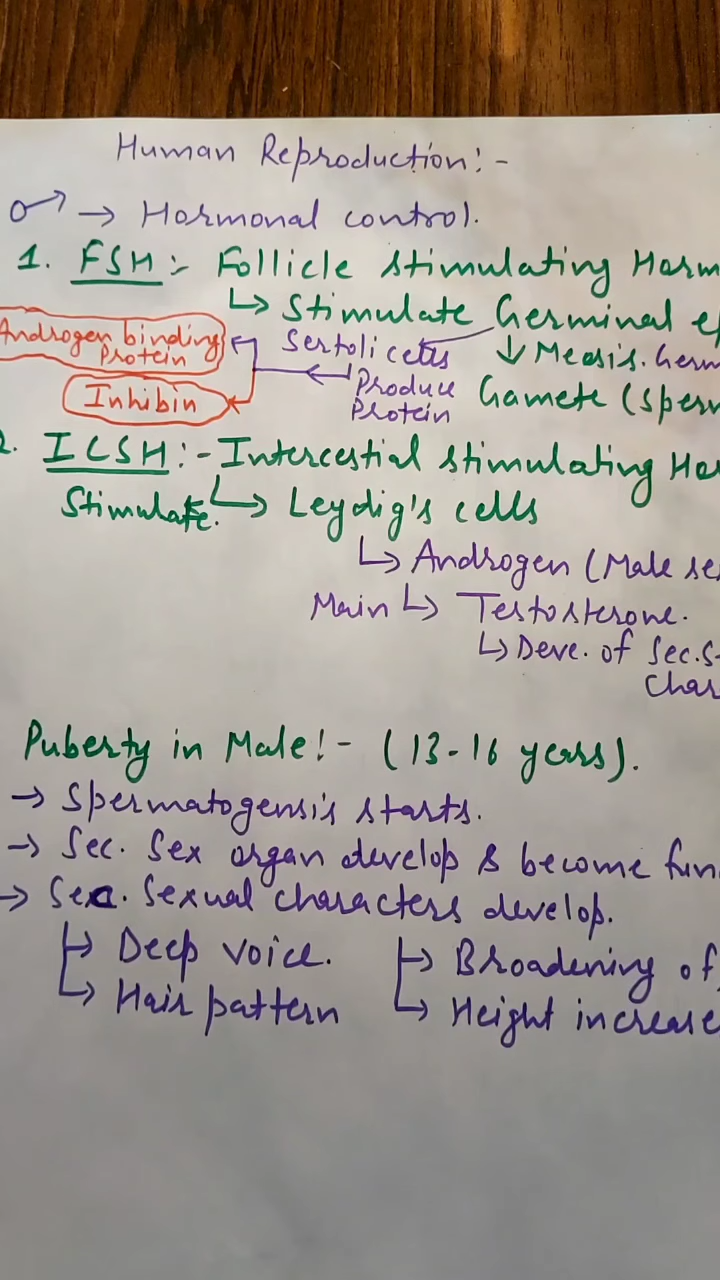 Human Reproduction:-
♂ → Hormonal control.
1. FSH:- Follicle stimulating Horm
↳ Stimulate Germinal ep
Androgen binding Protein
Sertoli cells
↓ Meosis. Germ
Inhibin
Produce Protein
Gamete (sperm
2. ICSH:- Intercestial stimulating Hor
Stimulate. ↳ Leydig's cells
↳ Androgen (Male se
Main ↳ Testosterone.
↳ Deve. of Sec.S
Char
Puberty in Male!- (13-16 years).
→ Spermatogensis starts.
→ Sec. Sex organ develop & become fun
→ Sec. Sexual characters develop.
↳ Deep voice. ↳ Broadening of
↳ Hair pattern ↳ Height increase